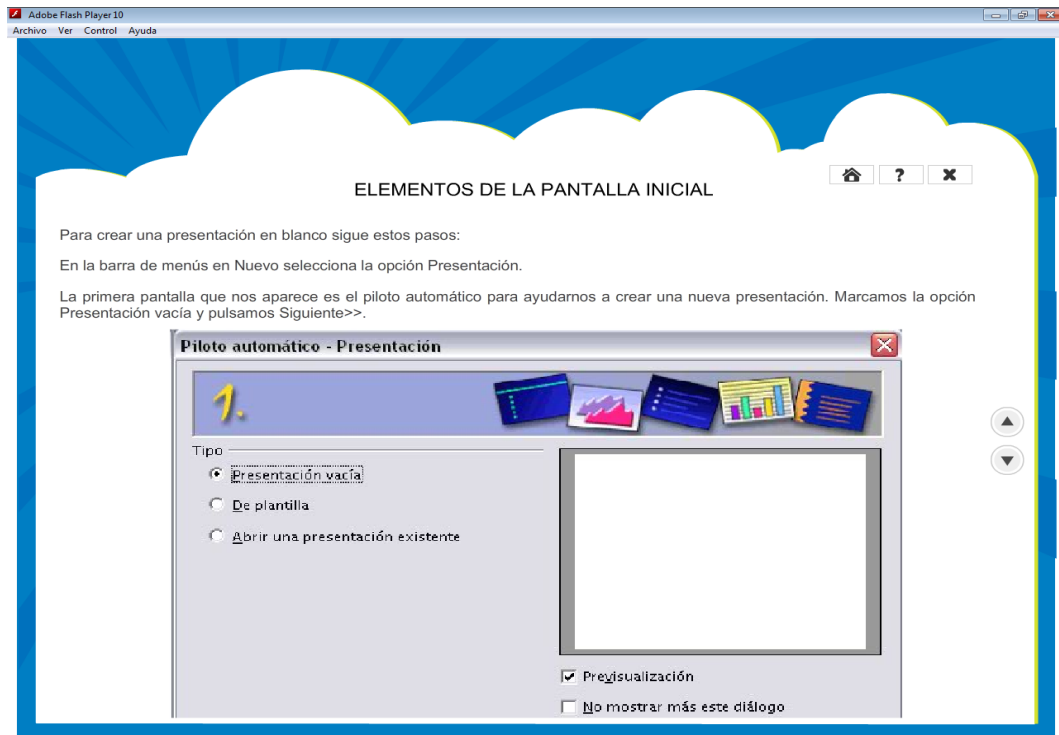 Adobe Flash Player 10
Archivo Ver Control Ayuda
?
ELEMENTOS DE LA PANTALLA INICIAL
Para crear una presentación en blanco sigue estos pasos:
En la barra de menús en Nuevo selecciona la opción Presentación.
La primera pantalla que nos aparece es el piloto automático para ayudarnos a crear una nueva presentación. Marcamos la opción
Presentación vacía y pulsamos Siguiente>>.
Piloto automático - Presentación
1.
Tipo
Presentación vacía
De plantilla
Abrir una presentación existente
Previsualización
No mostrar más este diálogo